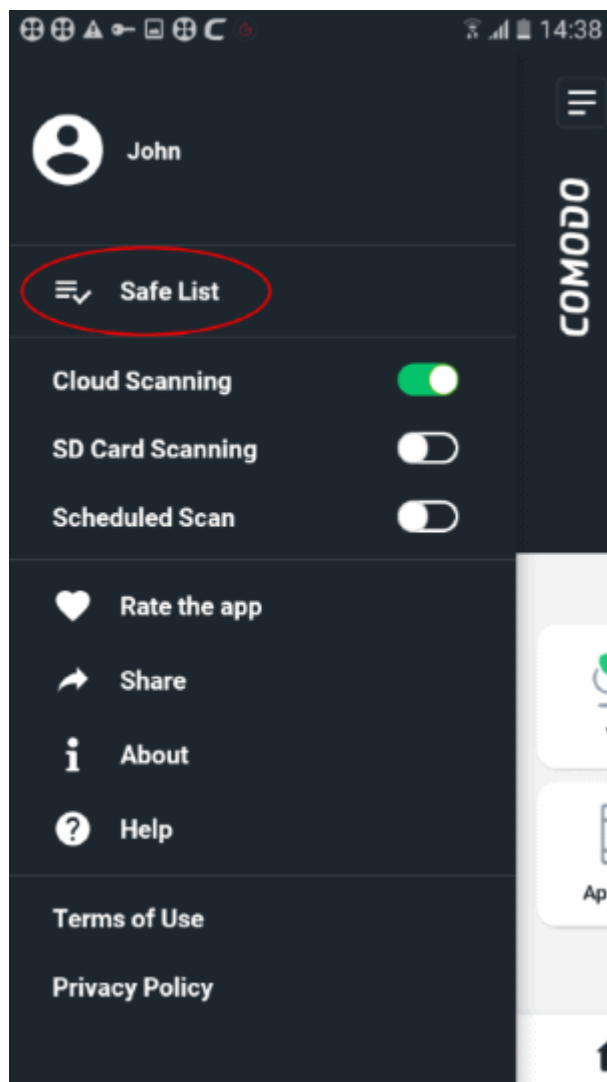 14:38
John
COMODO
Safe List
Cloud Scanning
SD Card Scanning
Scheduled Scan
Rate the app
Share
About
Help
Terms of Use
Privacy Policy